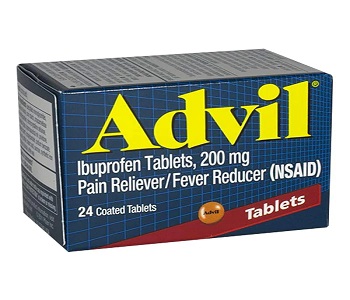 Advil®
Ibuprofen Tablets, 200 mg
Pain Reliever/Fever Reducer (NSAID)
24 Coated Tablets
Advil
Tablets